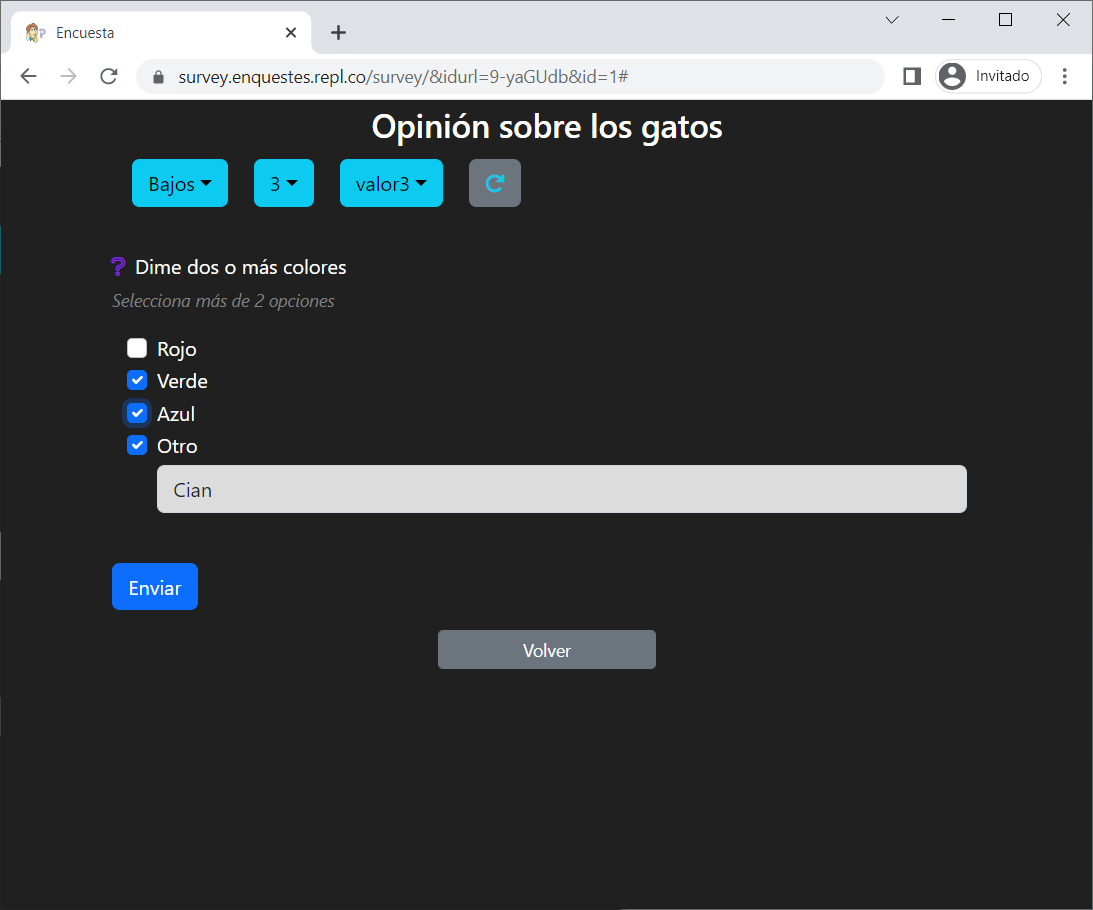 Encuesta
survey.enquestes.repl.co/survey/&idurl=9-yaGUdb&id=1#
Invitado
Opinión sobre los gatos
Bajos 3 valor3
Dime dos o más colores
Selecciona más de 2 opciones
Rojo
Verde
Azul
Otro
Cian
Enviar
Volver